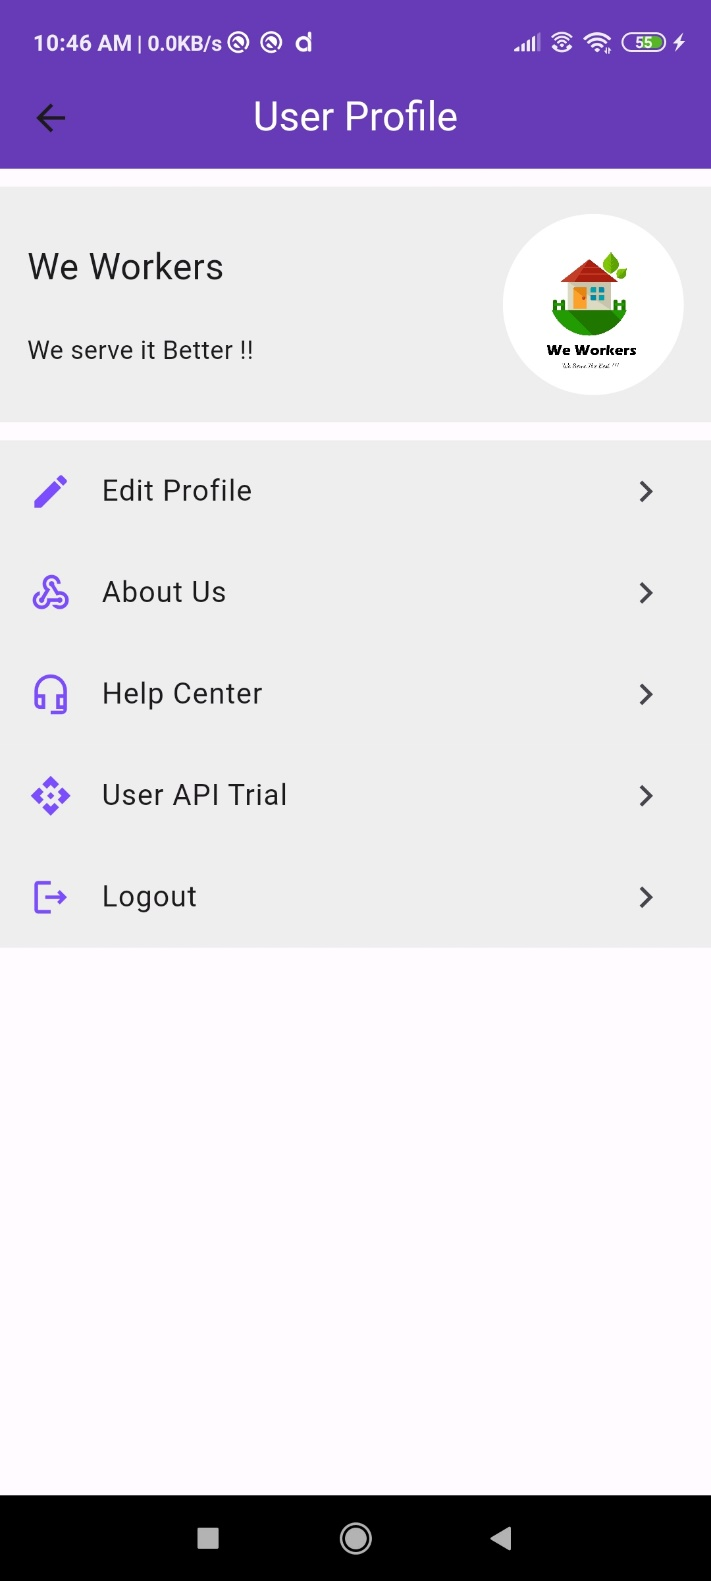 10:46 AM | 0.0KB/s
55
User Profile
We Workers
We serve it Better !!
We Workers
Edit Profile
About Us
Help Center
User API Trial
Logout